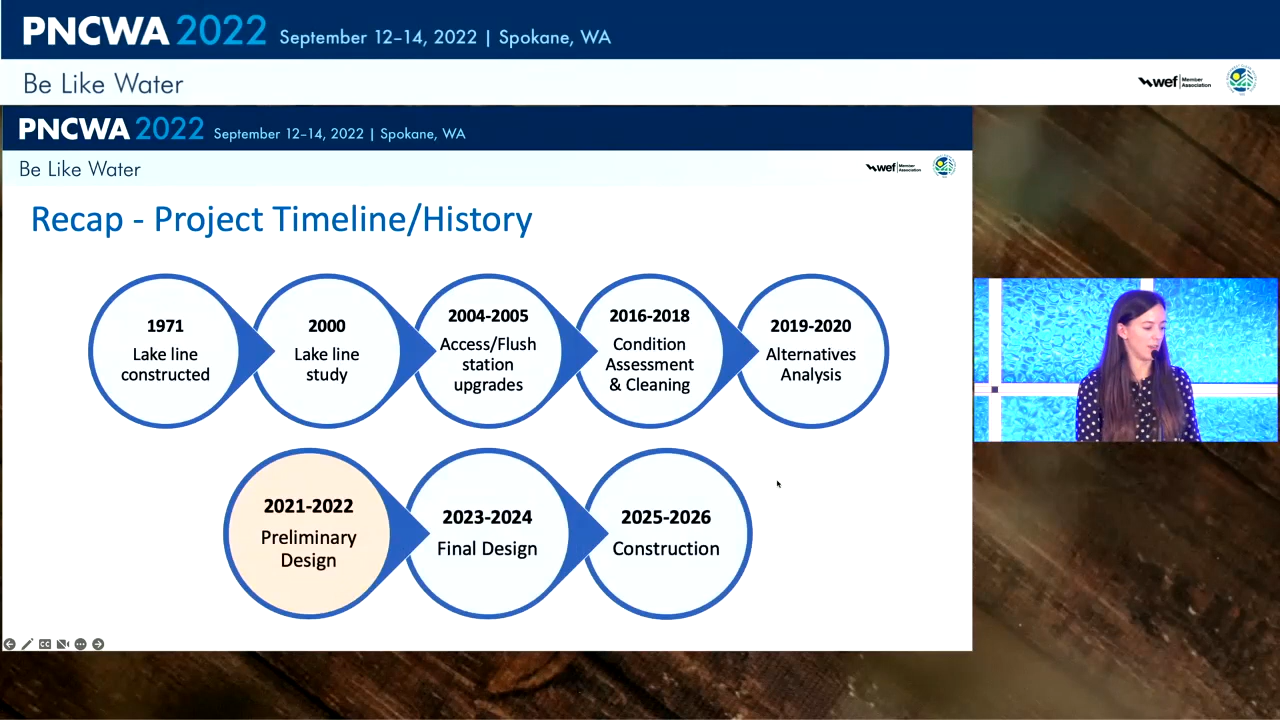 PNCWA 2022 September 12–14, 2022 | Spokane, WA
Be Like Water
wef Member Association
PNCWA 2022 September 12–14, 2022 | Spokane, WA
Be Like Water
wef Member Association
Recap - Project Timeline/History
1971
Lake line
constructed
2000
Lake line
study
2004-2005
Access/Flush
station
upgrades
2016-2018
Condition
Assessment
& Cleaning
2019-2020
Alternatives
Analysis
2021-2022
Preliminary
Design
2023-2024
Final Design
2025-2026
Construction